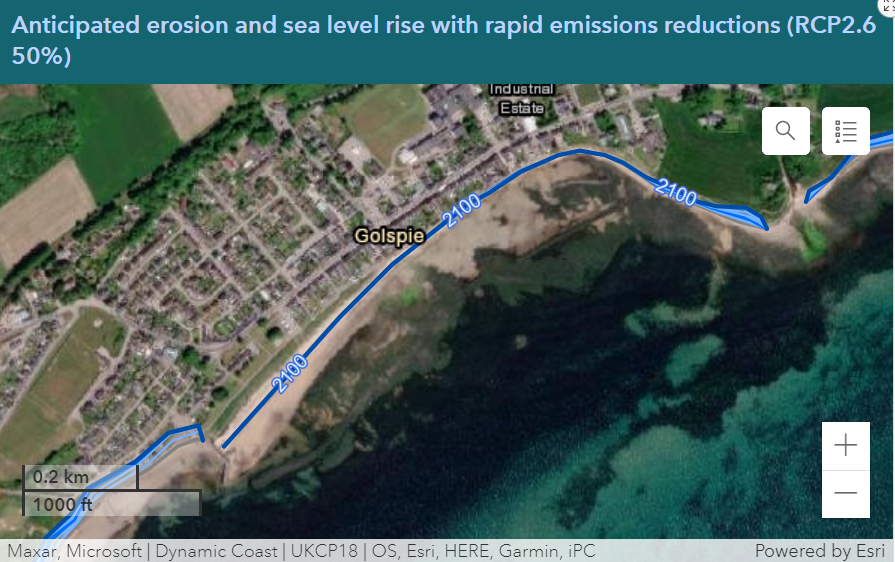 Anticipated erosion and sea level rise with rapid emissions reductions (RCP2.6
50%)
Industrial
Estate
2100
2100
Golspie
2100
0.2 km
1000 ft
Maxar, Microsoft | Dynamic Coast | UKCP18 | OS, Esri, HERE, Garmin, iPC
Powered by Esri